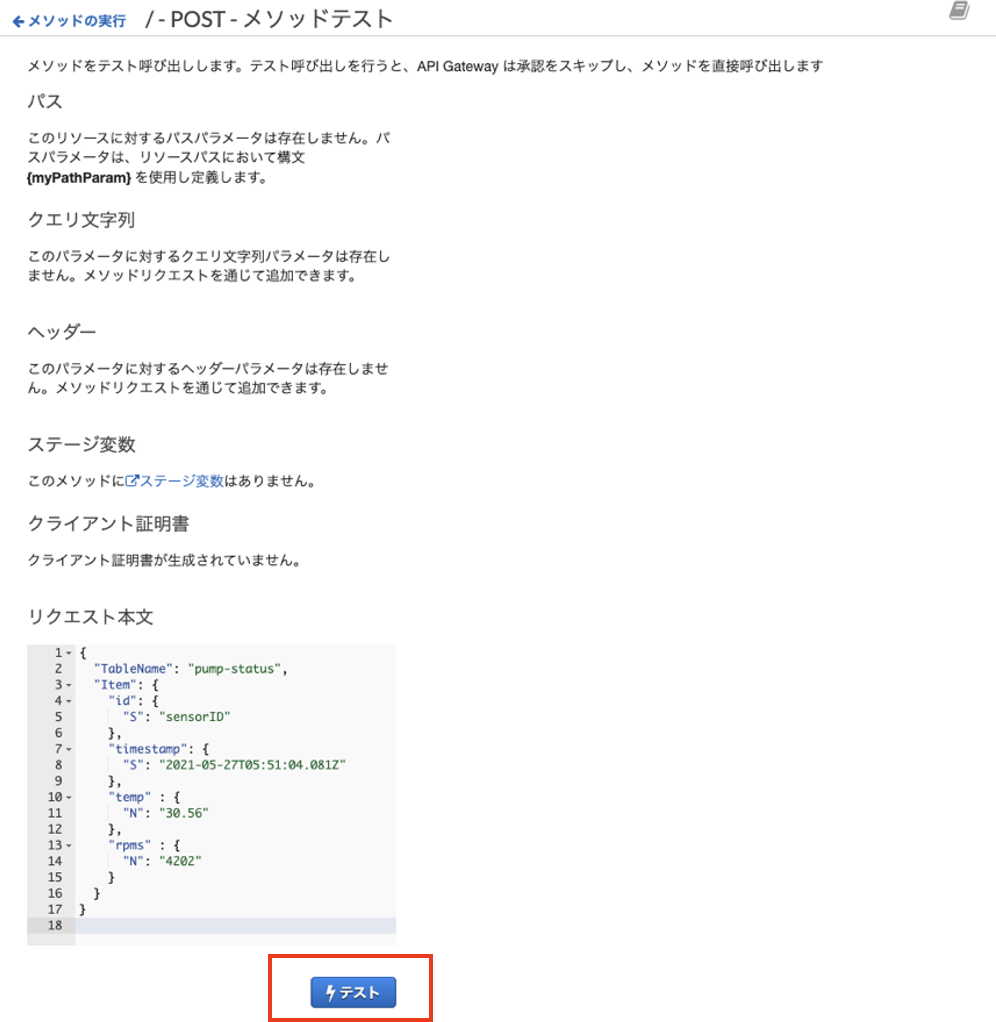 メソッドの実行 / - POST - メソッドテスト
メソッドをテスト呼び出しします。テスト呼び出しを行うと、API Gateway は承認をスキップし、メソッドを直接呼び出します
パス
このリソースに対するパスパラメータは存在しません。パ
スパラメータは、リソースパスにおいて構文
{myPathParam} を使用し定義します。
クエリ文字列
このパラメータに対するクエリ文字列パラメータは存在し
ません。メソッドリクエストを通じて追加できます。
ヘッダー
このパラメータに対するヘッダーパラメータは存在しませ
ん。メソッドリクエストを通じて追加できます。
ステージ変数
このメソッドにステージ変数はありません。
クライアント証明書
クライアント証明書が生成されていません。
リクエスト本文
1 {
2 "TableName": "pump-status",
3 "Item": {
4 "id": {
5 "S": "sensorID"
6 },
7 "timestamp": {
8 "S": "2021-05-27T05:51:04.081Z"
9 },
10 "temp" : {
11 "N": "30.56"
12 },
13 "rpms" : {
14 "N": "4202"
15 }
16 }
17 }
18
テスト